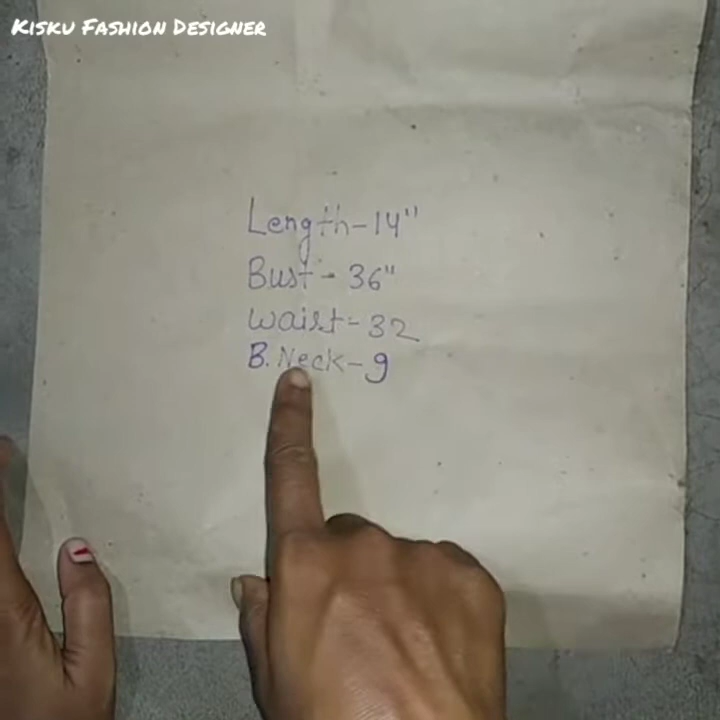 Kisku Fashion Designer
Length-14"
Bust - 36"
Waist-32
B. Neck-9